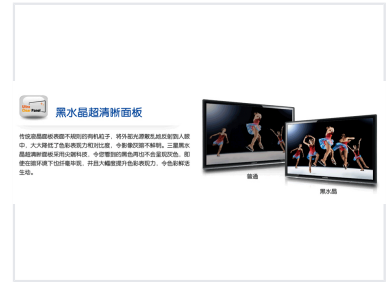 Panel
黑水晶超清晰面板
传统液晶面板表面不规则的有机粒子，将外部光源散乱地反射到人眼
中，大大降低了色彩表现力和对比度，令影像灰暗不鲜明。三星黑水
晶超清晰面板采用尖端科技，令您看到的黑色再也不会呈现灰色，即
使在暗环境下也纤毫毕现，并且大幅度提升色彩表现力，令色彩鲜活
生动。
普通
黑水晶